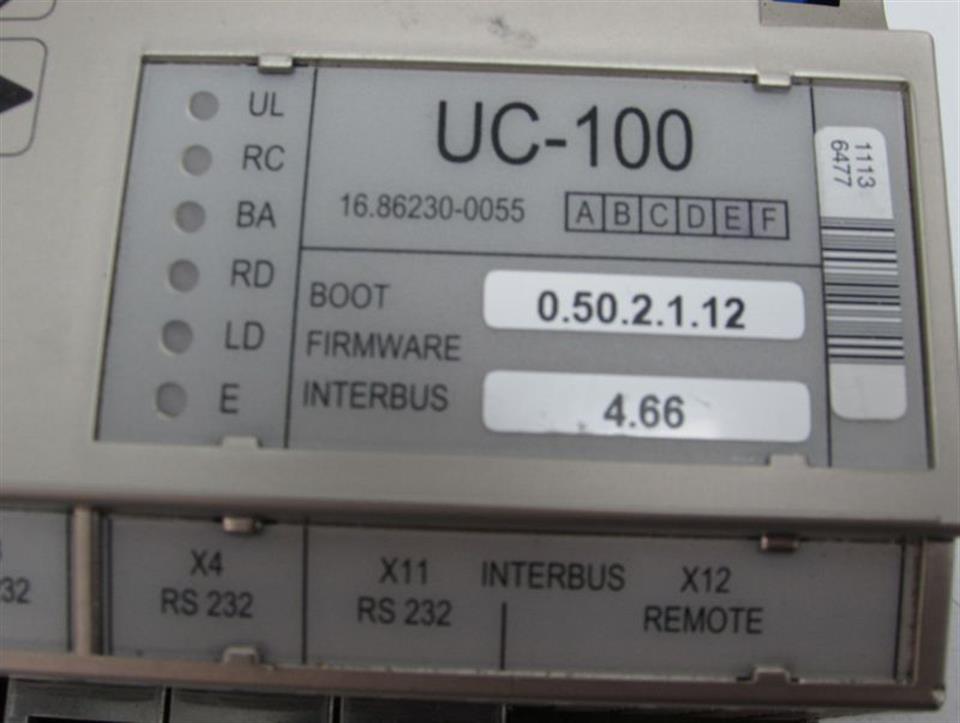 UL
RC
BA
RD
LD
E
UC-100
16.86230-0055 A B C D E F
BOOT 0.50.2.1.12
FIRMWARE
INTERBUS 4.66
1113
6477
32
X4
RS 232
X11 INTERBUS X12
RS 232 REMOTE